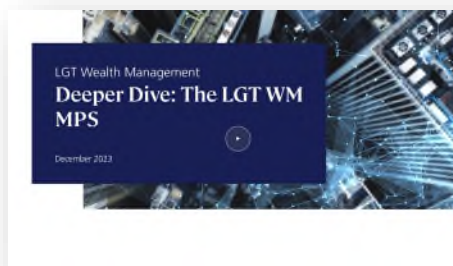 LGT Wealth Management
Deeper Dive: The LGT WM
MPS
December 2023